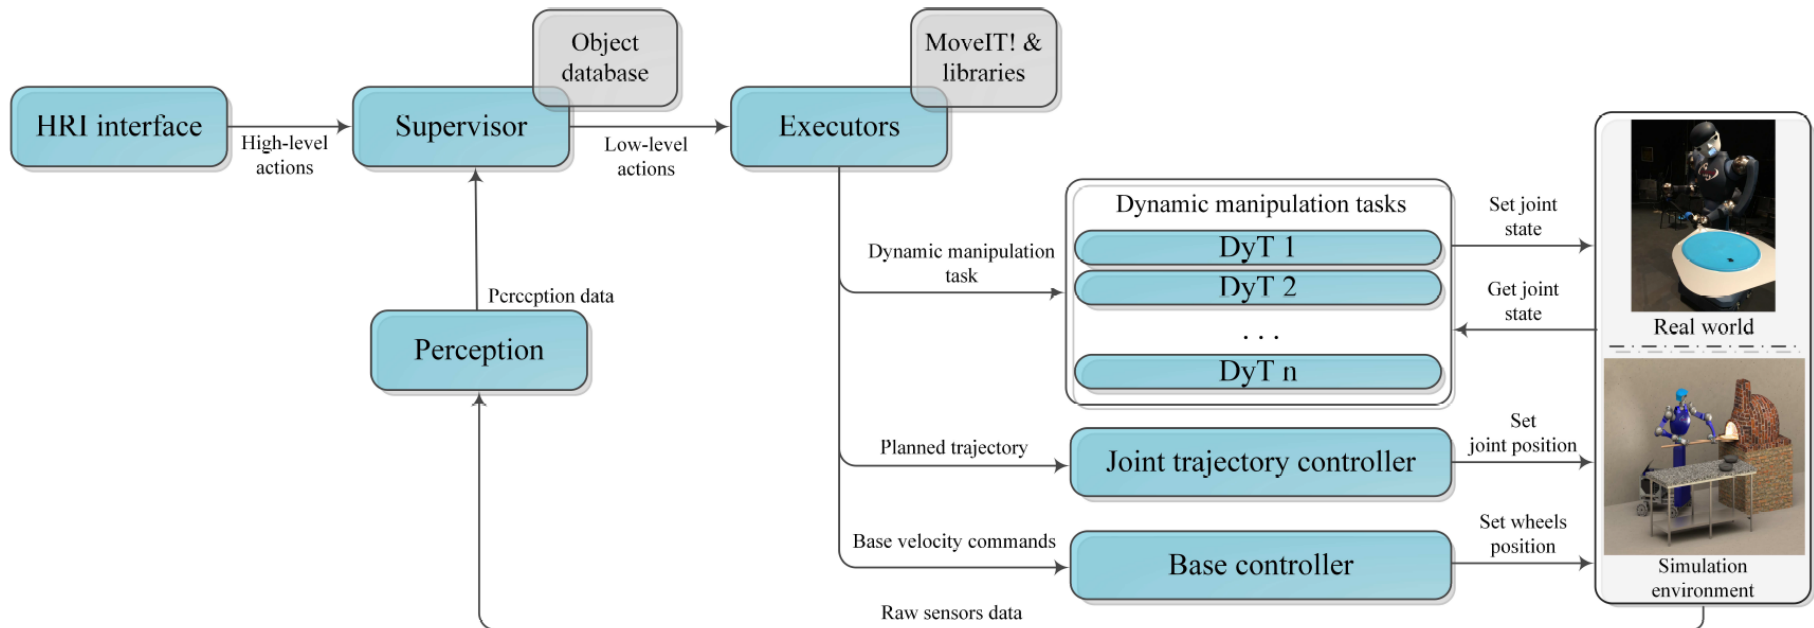 Object
database
MoveIT! &
libraries
HRI interface
High-level
actions
Supervisor
Low-level
actions
Executors
Dynamic manipulation
task
Dynamic manipulation tasks
DyT 1
DyT 2
. . .
DyT n
Set joint
state
Get joint
state
Real world
Perception data
Perception
Planned trajectory
Joint trajectory controller
Set
joint position
Base velocity commands
Base controller
Set wheels
position
Simulation
environment
Raw sensors data